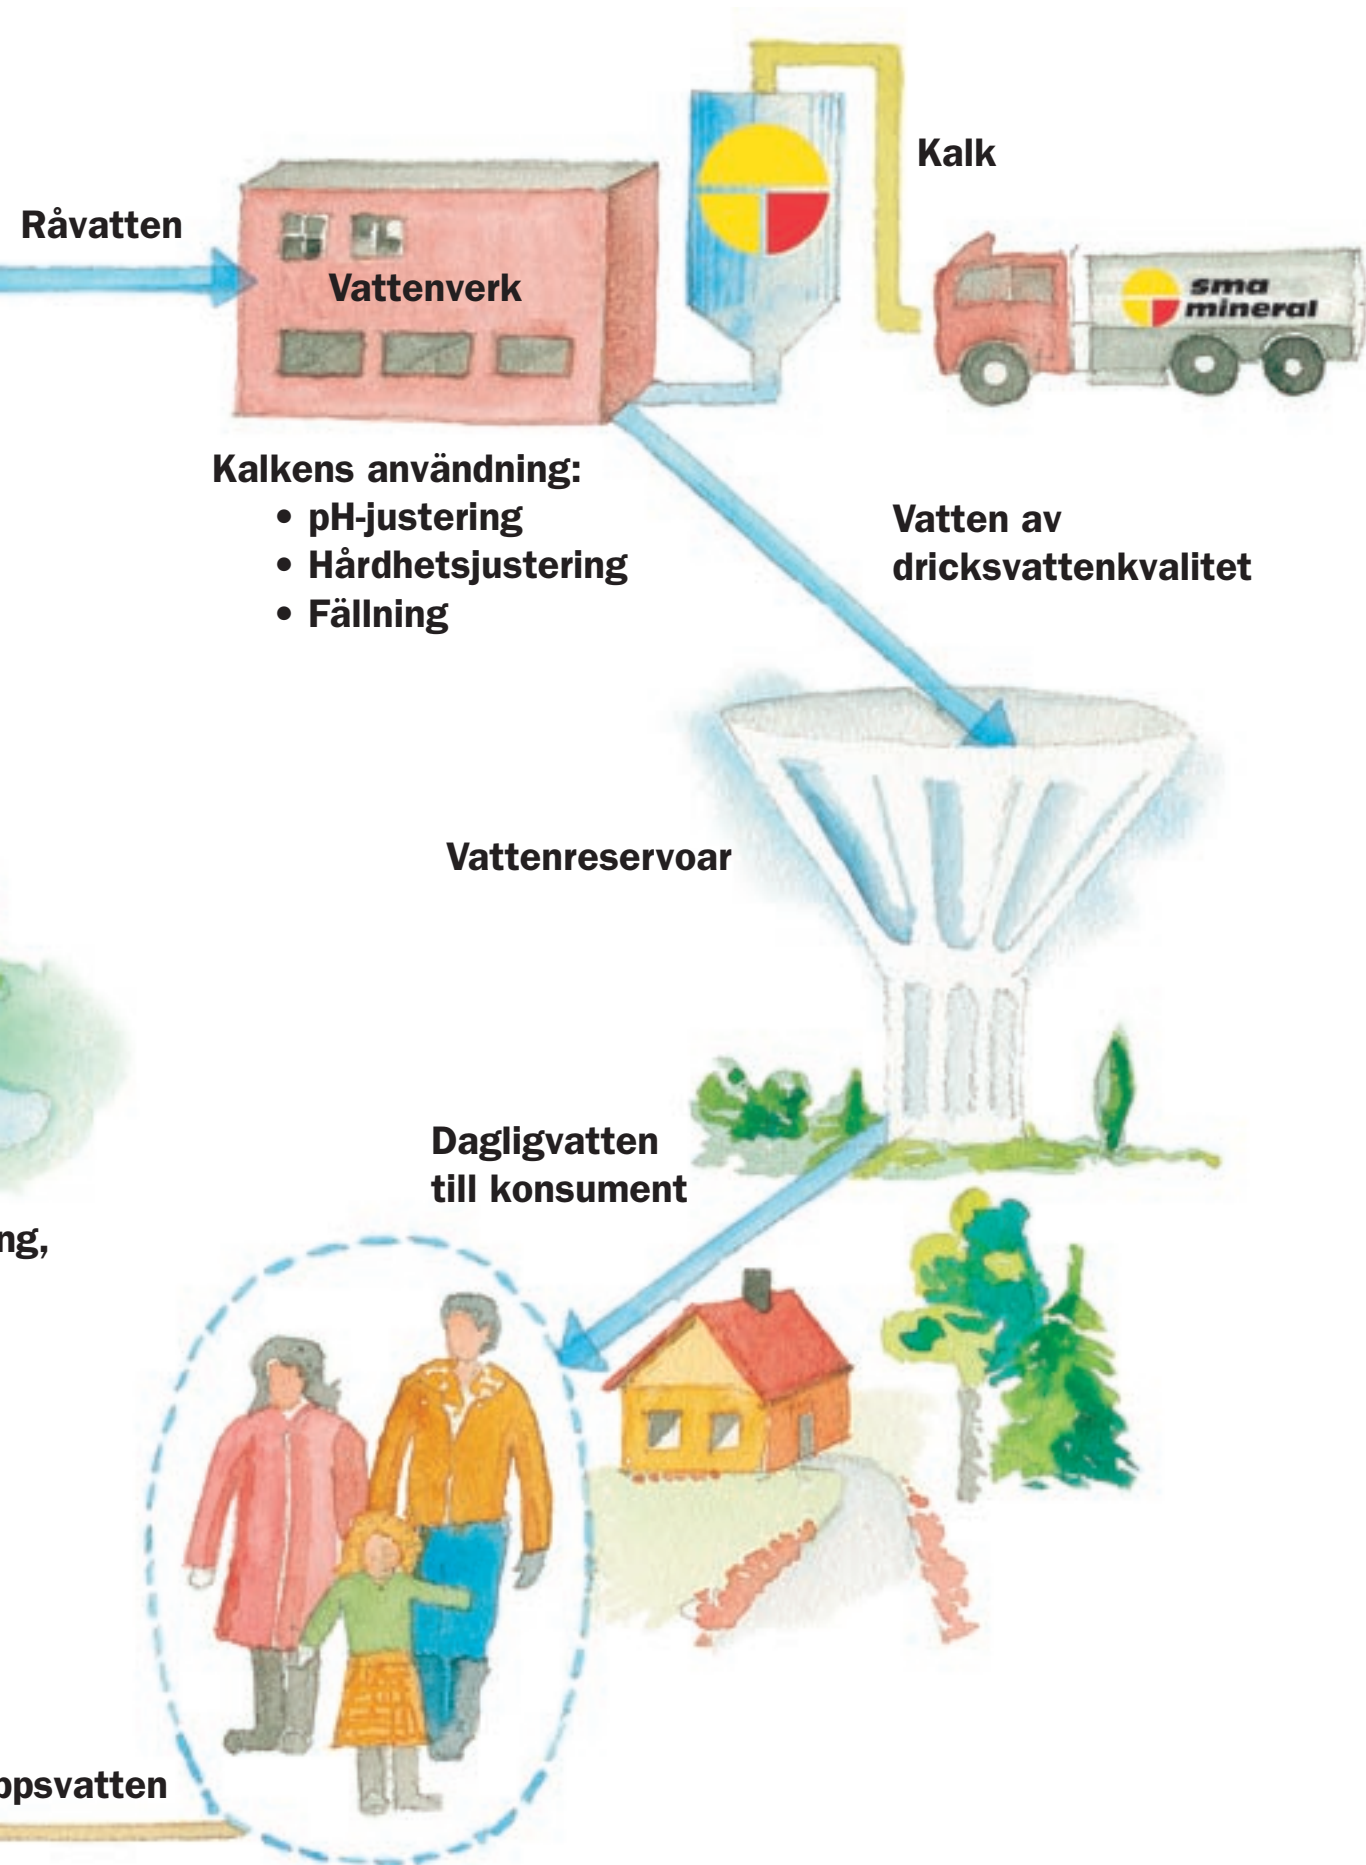 Kalk
Råvatten
Vattenverk
sma
mineral
Kalkens användning:
• pH-justering
• Hårdhetsjustering
• Fällning
Vatten av
dricksvattenkvalitet
Vattenreservoar
Dagligvatten
till konsument
ng,
ppsvatten